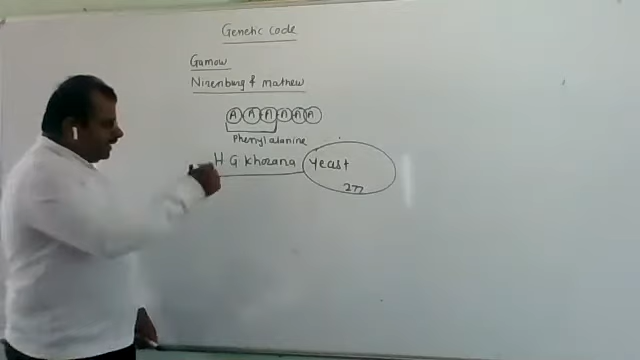 Genetic code
Gamow
Nirenburg & mathew
A A A A A A
Phenylalanine
H G Khorana yeast
277